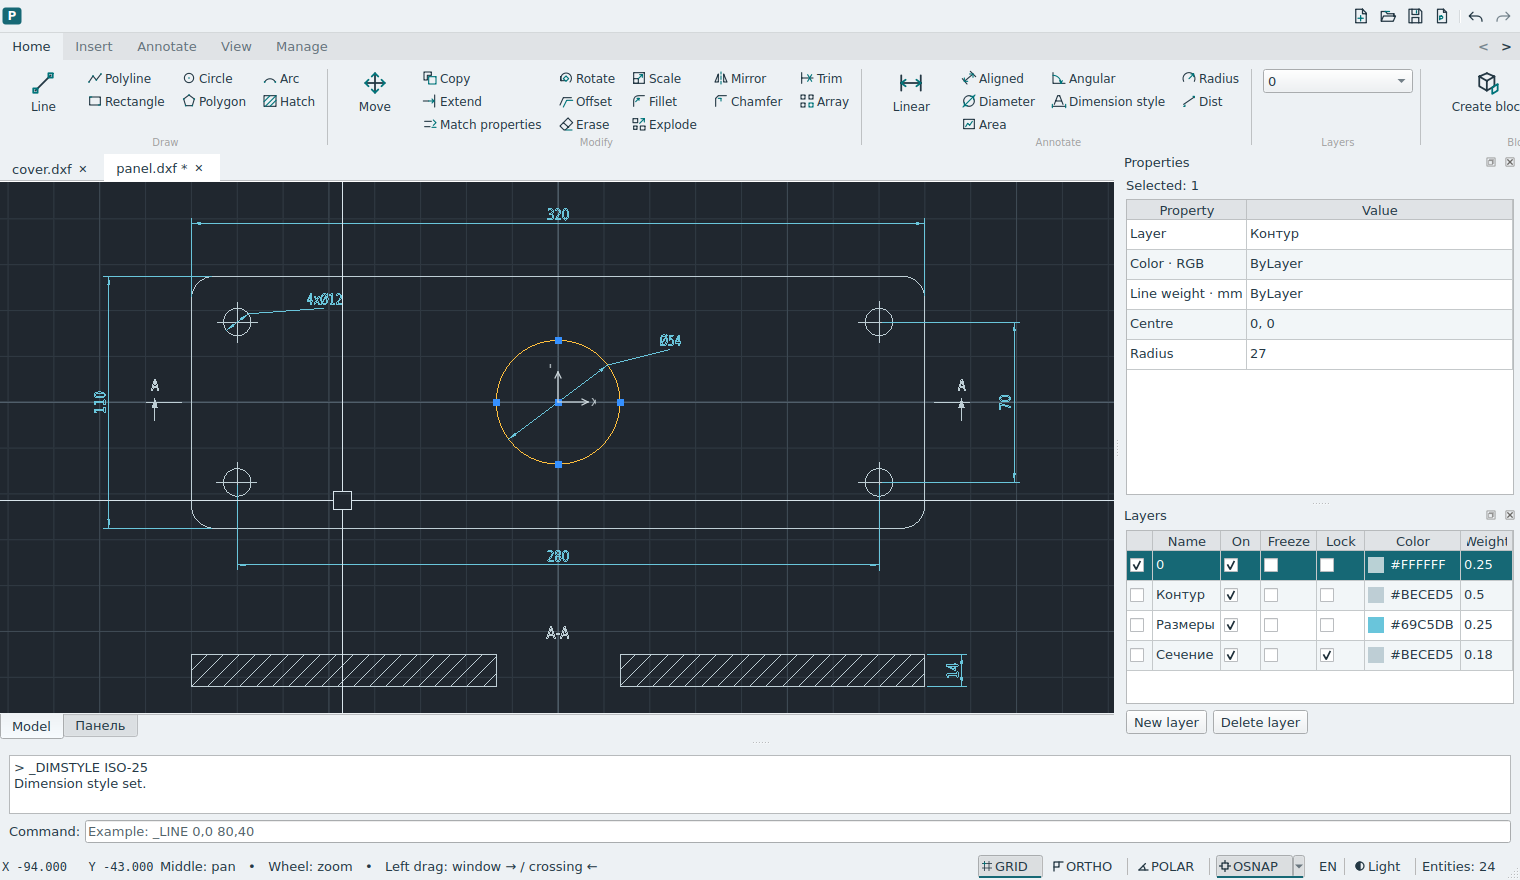 P
Home Insert Annotate View Manage < >
Line Polyline Circle Arc Move Copy Rotate Scale Mirror Trim Linear Aligned Angular Radius 0 Create bloc
Rectangle Polygon Hatch Extend Offset Fillet Chamfer Array Diameter Dimension style Dist
Match properties Erase Explode Area
Draw Modify Annotate Layers Blo
cover.dxf × panel.dxf * ×
320
4xØ12
Ø54
A A
110
X
70
280
A-A
14
Properties
Selected: 1
Property Value
Layer Контур
Color · RGB ByLayer
Line weight · mm ByLayer
Centre 0, 0
Radius 27
Layers
Name On Freeze Lock Color Weight
0 #FFFFFF 0.25
Контур #BECED5 0.5
Размеры #69C5DB 0.25
Сечение #BECED5 0.18
New layer Delete layer
Model Панель
> _DIMSTYLE ISO-25
Dimension style set.
Command: Example: _LINE 0,0 80,40
X -94.000 Y -43.000 Middle: pan • Wheel: zoom • Left drag: window → / crossing ← GRID ORTHO POLAR OSNAP EN Light Entities: 24